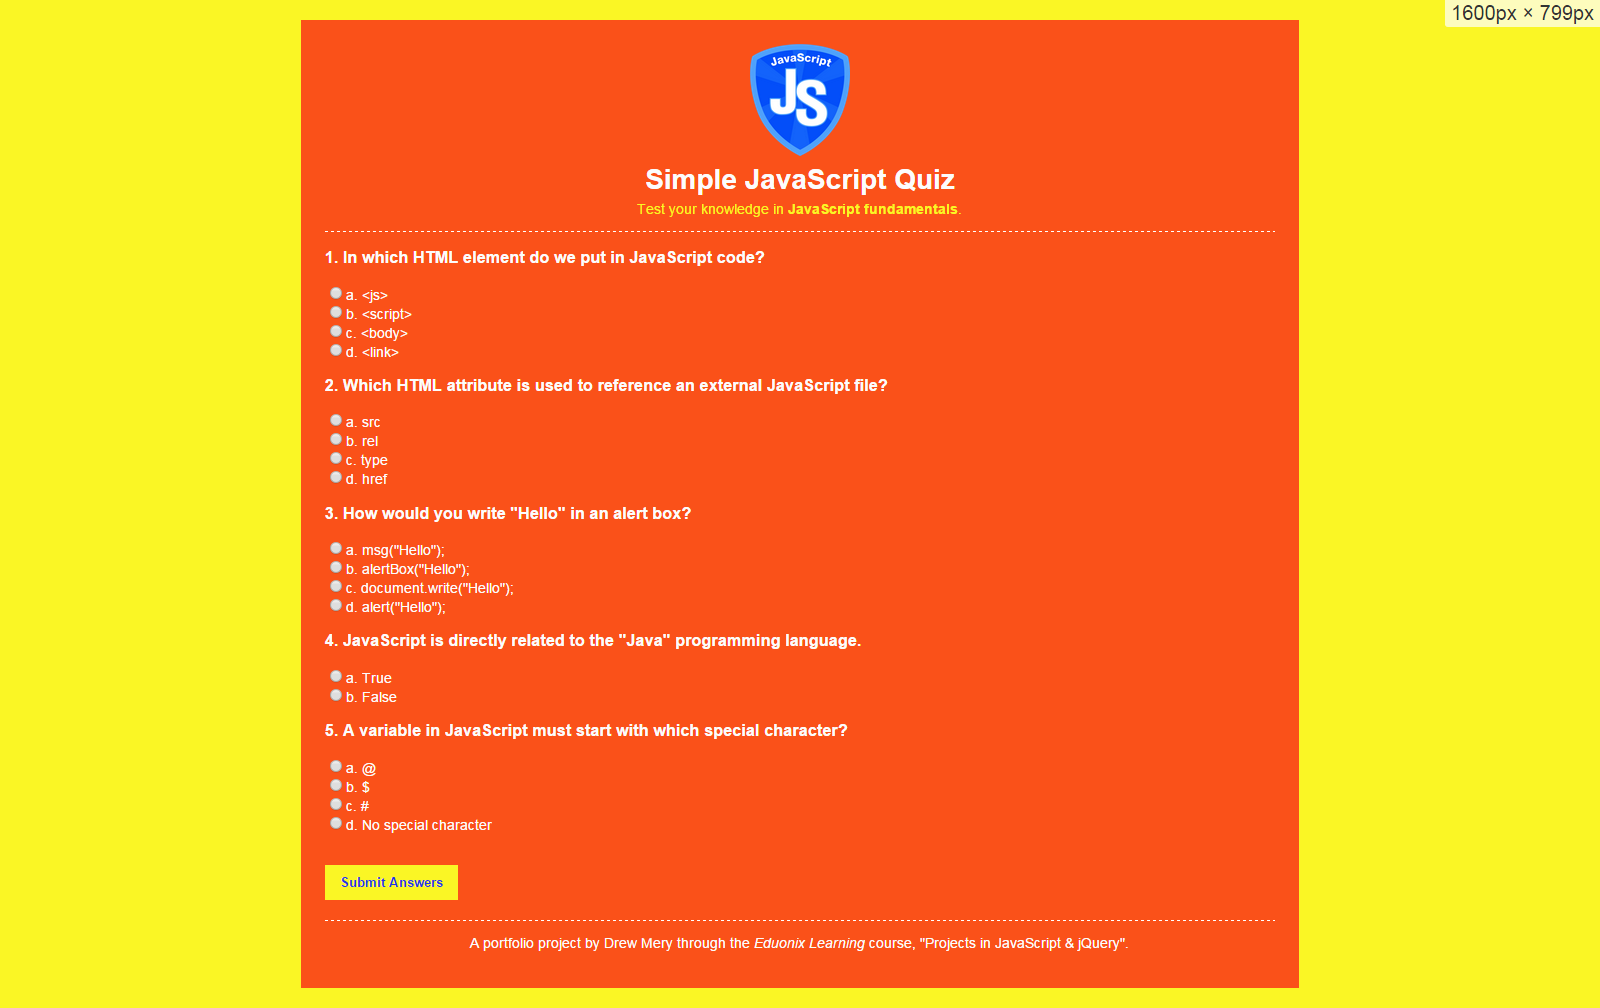 1600px × 799px
JavaScript
JS
Simple JavaScript Quiz
Test your knowledge in JavaScript fundamentals.
1. In which HTML element do we put in JavaScript code?
a. <js>
b. <script>
c. <body>
d. <link>
2. Which HTML attribute is used to reference an external JavaScript file?
a. src
b. rel
c. type
d. href
3. How would you write "Hello" in an alert box?
a. msg("Hello");
b. alertBox("Hello");
c. document.write("Hello");
d. alert("Hello");
4. JavaScript is directly related to the "Java" programming language.
a. True
b. False
5. A variable in JavaScript must start with which special character?
a. @
b. $
c. #
d. No special character
Submit Answers
A portfolio project by Drew Mery through the Eduonix Learning course, "Projects in JavaScript & jQuery".